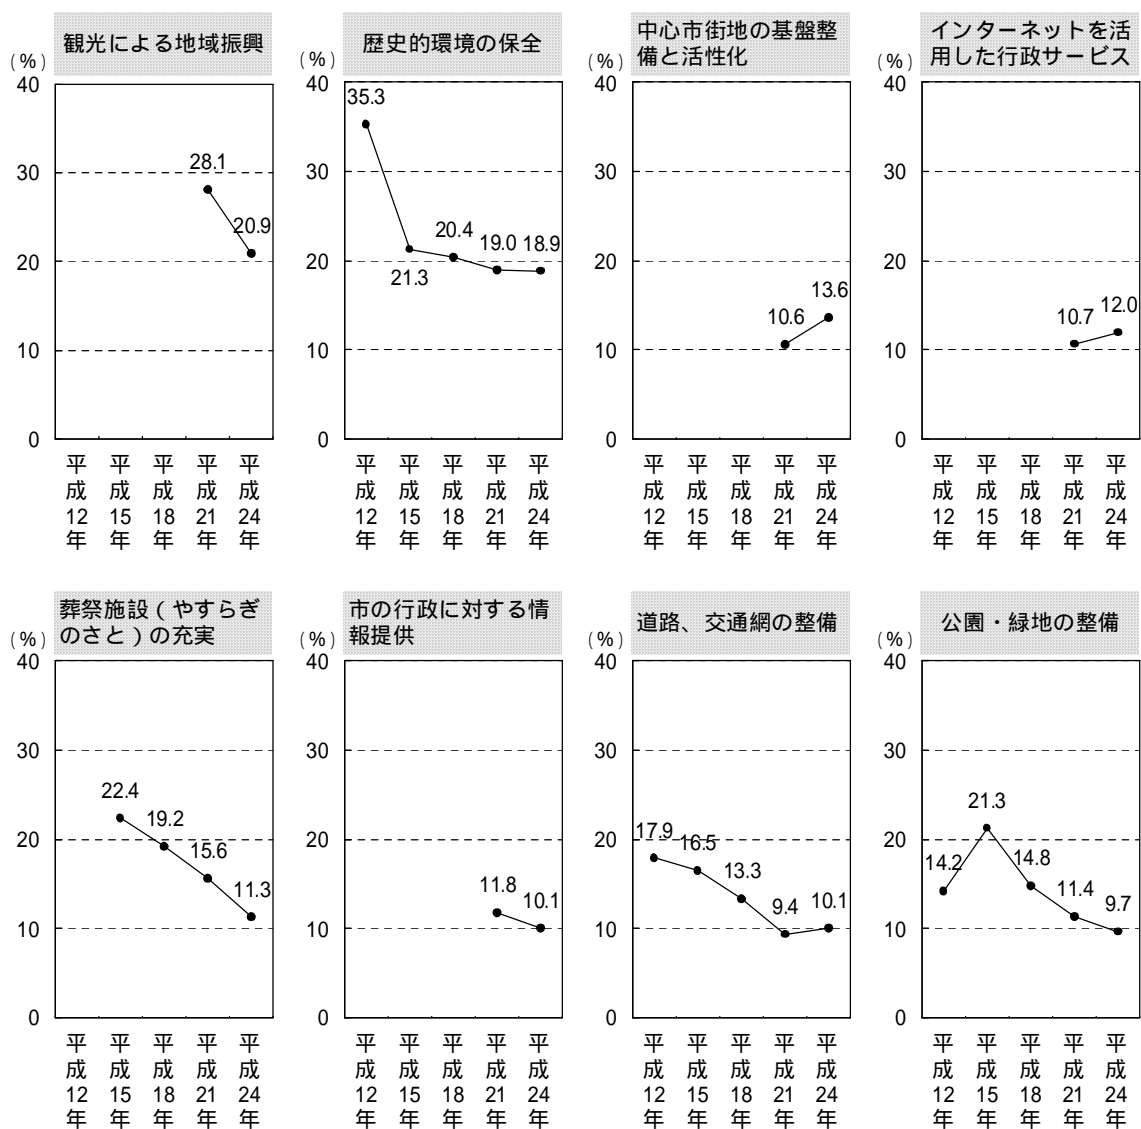 観光による地域振興
(%)
40
30
20
10
0
28.1
20.9
平成12年
平成15年
平成18年
平成21年
平成24年
歴史的環境の保全
(%)
40
30
20
10
0
35.3
21.3
20.4
19.0
18.9
平成12年
平成15年
平成18年
平成21年
平成24年
中心市街地の基盤整
備と活性化
(%)
40
30
20
10
0
10.6
13.6
平成12年
平成15年
平成18年
平成21年
平成24年
インターネットを活
用した行政サービス
(%)
40
30
20
10
0
10.7
12.0
平成12年
平成15年
平成18年
平成21年
平成24年
葬祭施設(やすらぎ
のさと)の充実
(%)
40
30
20
10
0
22.4
19.2
15.6
11.3
平成12年
平成15年
平成18年
平成21年
平成24年
市の行政に対する情
報提供
(%)
40
30
20
10
0
11.8
10.1
平成12年
平成15年
平成18年
平成21年
平成24年
道路、交通網の整備
(%)
40
30
20
10
0
17.9
16.5
13.3
9.4
10.1
平成12年
平成15年
平成18年
平成21年
平成24年
公園・緑地の整備
(%)
40
30
20
10
0
14.2
21.3
14.8
11.4
9.7
平成12年
平成15年
平成18年
平成21年
平成24年